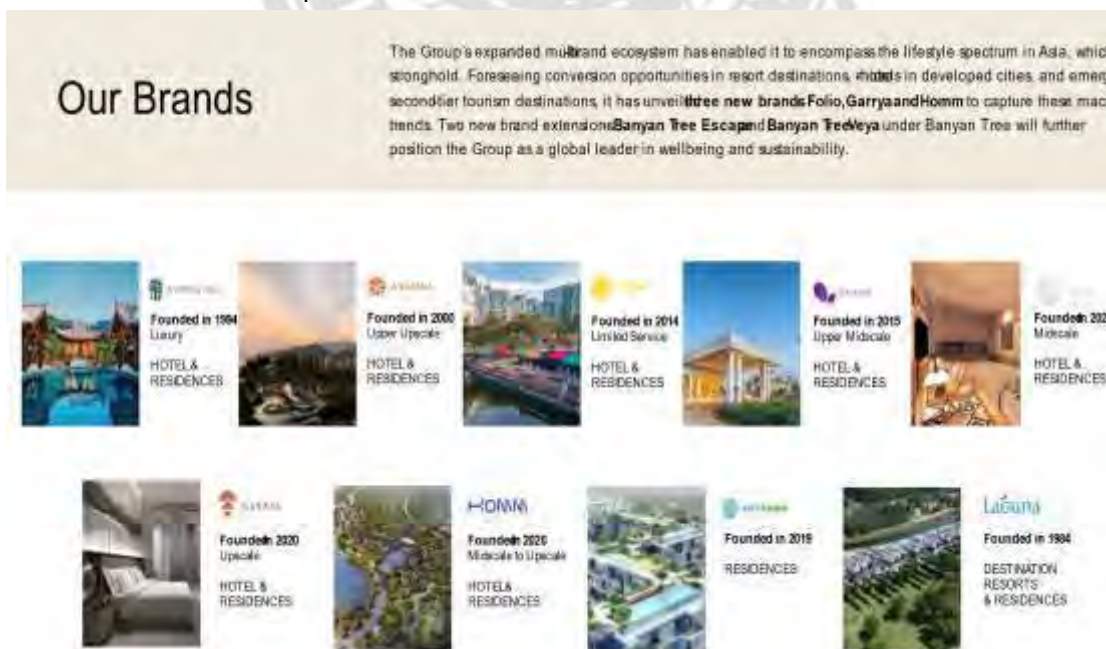 Our Brands
The Group's expanded multi-brand ecosystem has enabled it to encompass the lifestyle spectrum in Asia, whic
stronghold. Foreseeing conversion opportunities in resort destinations, in developed cities, and emerg
second-tier tourism destinations, it has unveiled three new brands Folio, Garrya and Homm to capture these mac
trends. Two new brand extensions Banyan Tree Escape and Banyan Tree Veya under Banyan Tree will further
position the Group as a global leader in wellbeing and sustainability.
Founded in 1994
Luxury
HOTEL &
RESIDENCES
Founded in 2000
Upper Upscale
HOTEL &
RESIDENCES
Founded in 2014
Limited Service
HOTEL &
RESIDENCES
Founded in 2015
Upper Midscale
HOTEL &
RESIDENCES
Founded in 202
Midscale
HOTEL &
RESIDENCES
GARRYA
Founded in 2020
Upscale
HOTEL &
RESIDENCES
HOMM
Founded in 2020
Midscale to Upscale
HOTEL &
RESIDENCES
Founded in 2019
RESIDENCES
Laguna
Founded in 1984
DESTINATION
RESORTS
& RESIDENCES